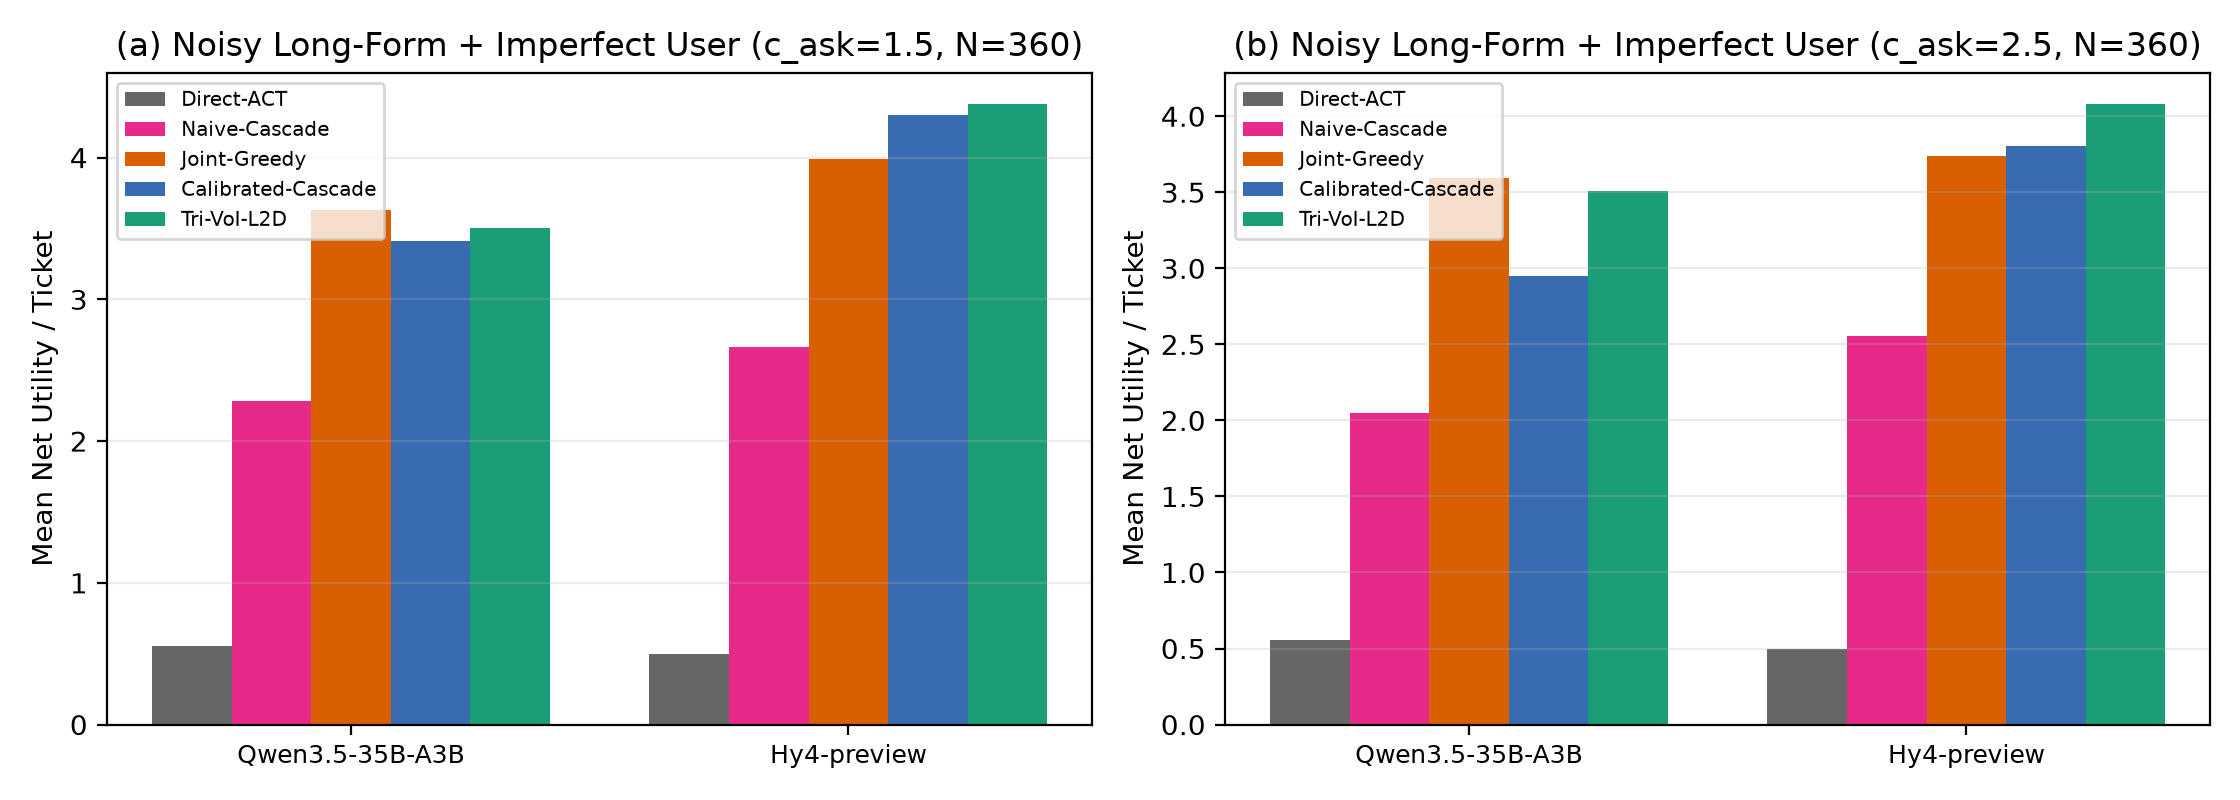 (a) Noisy Long-Form + Imperfect User (c_ask=1.5, N=360)
Direct-ACT
Naive-Cascade
Joint-Greedy
Calibrated-Cascade
Tri-Vol-L2D
Mean Net Utility / Ticket
4
3
2
1
0
Qwen3.5-35B-A3B
Hy4-preview
(b) Noisy Long-Form + Imperfect User (c_ask=2.5, N=360)
Direct-ACT
Naive-Cascade
Joint-Greedy
Calibrated-Cascade
Tri-Vol-L2D
Mean Net Utility / Ticket
4.0
3.5
3.0
2.5
2.0
1.5
1.0
0.5
0.0
Qwen3.5-35B-A3B
Hy4-preview